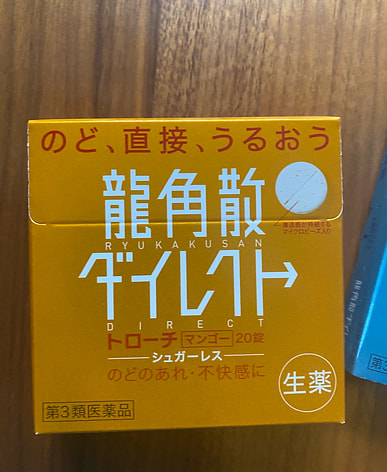 のど、直接、うるおう
龍角散
RYUKAKUSAN
ダイレクト
DIRECT
トローチ マンゴー 20錠
シュガーレス
のどのあれ・不快感に
生薬
第3類医薬品